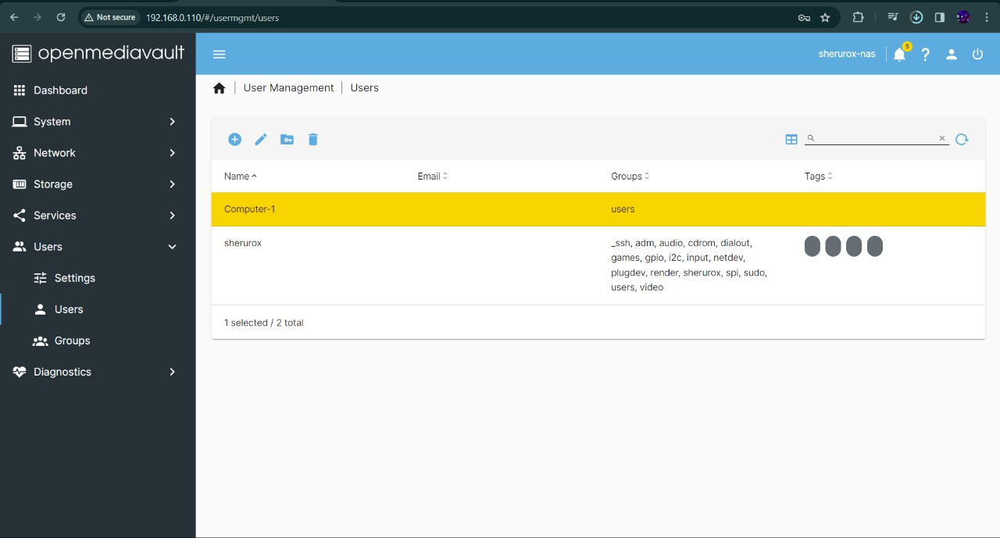 Not secure
192.168.0.110/#/usermgmt/users
openmediavault
sherurox-nas
5
Dashboard
System
Network
Storage
Services
Users
Settings
Users
Groups
Diagnostics
User Management
Users
Name
Email
Groups
Tags
Computer-1
users
sherurox
_ssh, adm, audio, cdrom, dialout,
games, gpio, i2c, input, netdev,
plugdev, render, sherurox, spi, sudo,
users, video
1 selected / 2 total